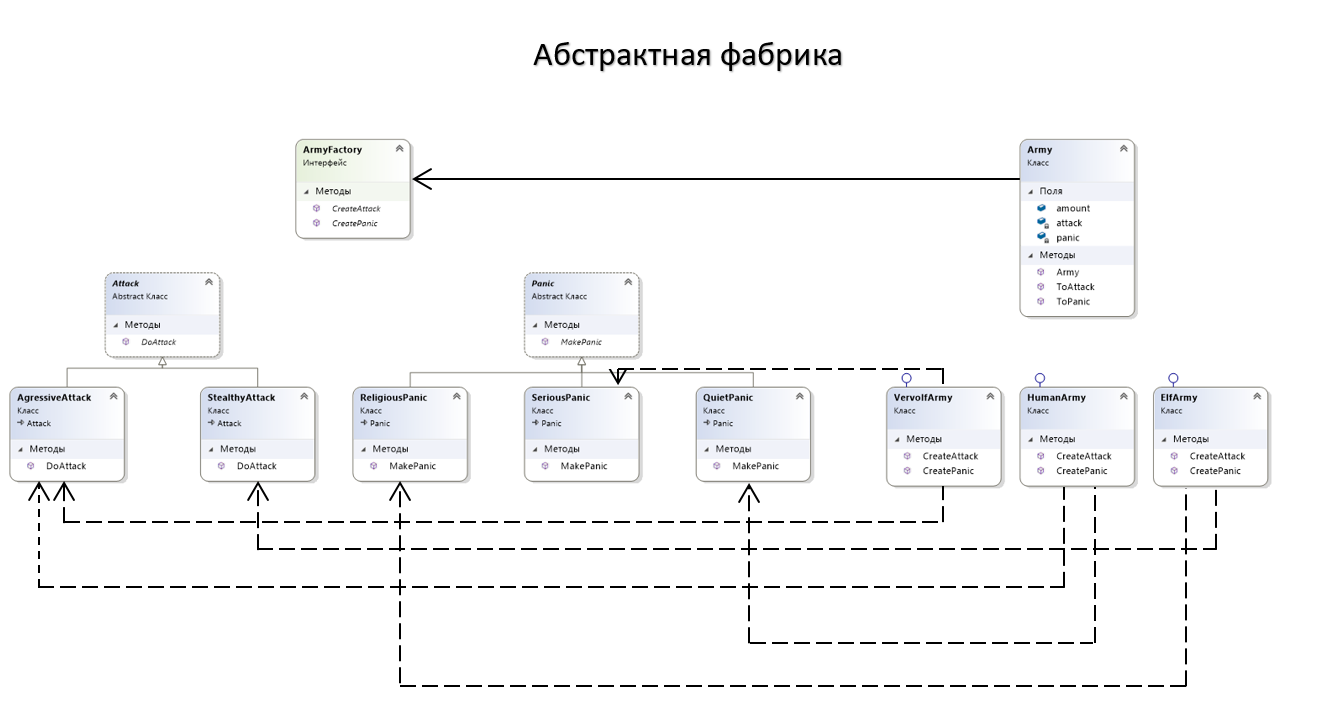 Абстрактная фабрика
ArmyFactory
Интерфейс
Методы
CreateAttack
CreatePanic
Army
Класс
Поля
amount
attack
panic
Методы
Army
ToAttack
ToPanic
Attack
Abstract Класс
Методы
DoAttack
Panic
Abstract Класс
Методы
MakePanic
AgressiveAttack
Класс
Attack
Методы
DoAttack
StealthyAttack
Класс
Attack
Методы
DoAttack
ReligiousPanic
Класс
Panic
Методы
MakePanic
SeriousPanic
Класс
Panic
Методы
MakePanic
QuietPanic
Класс
Panic
Методы
MakePanic
VervolfArmy
Класс
Методы
CreateAttack
CreatePanic
HumanArmy
Класс
Методы
CreateAttack
CreatePanic
ElfArmy
Класс
Методы
CreateAttack
CreatePanic